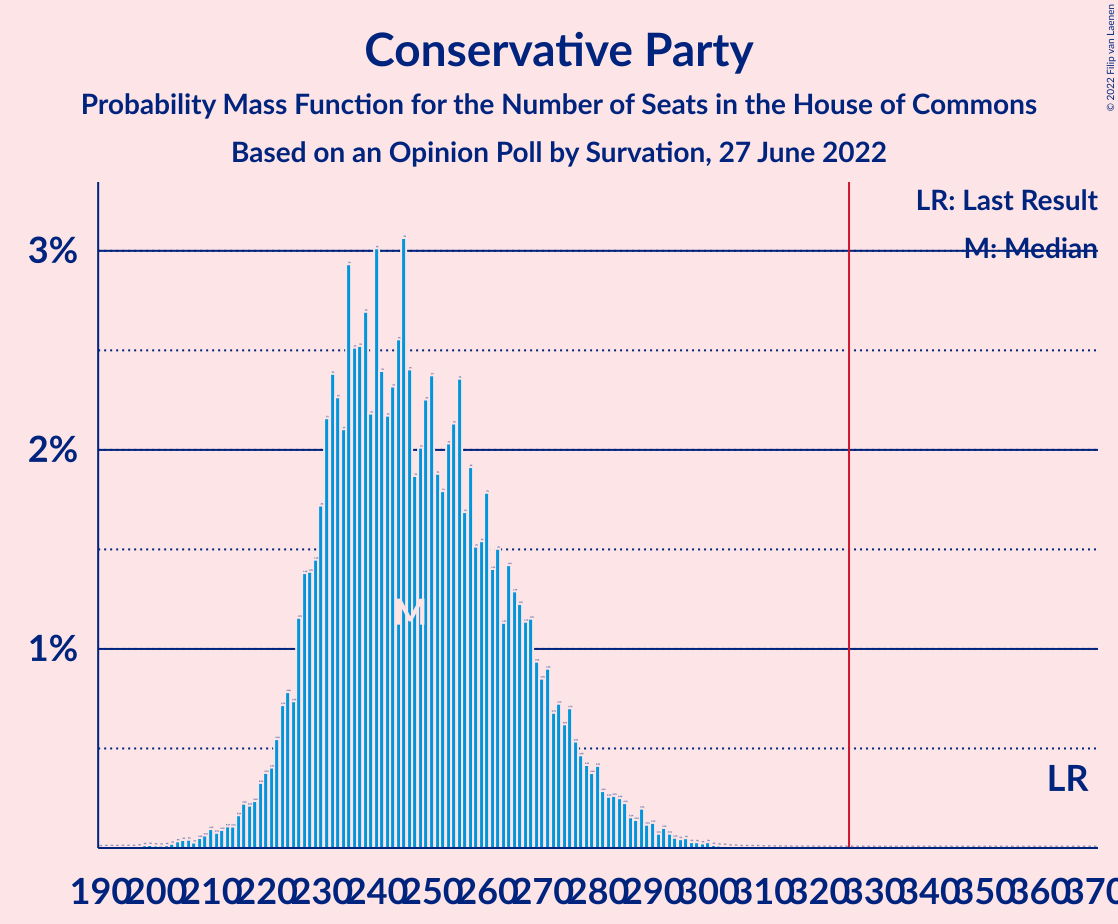 Conservative Party
Probability Mass Function for the Number of Seats in the House of Commons
Based on an Opinion Poll by Survation, 27 June 2022
© 2022 Filip van Laenen
LR: Last Result
M: Median
3%
2%
1%
M
LR
190 200 210 220 230 240 250 260 270 280 290 300 310 320 330 340 350 360 370